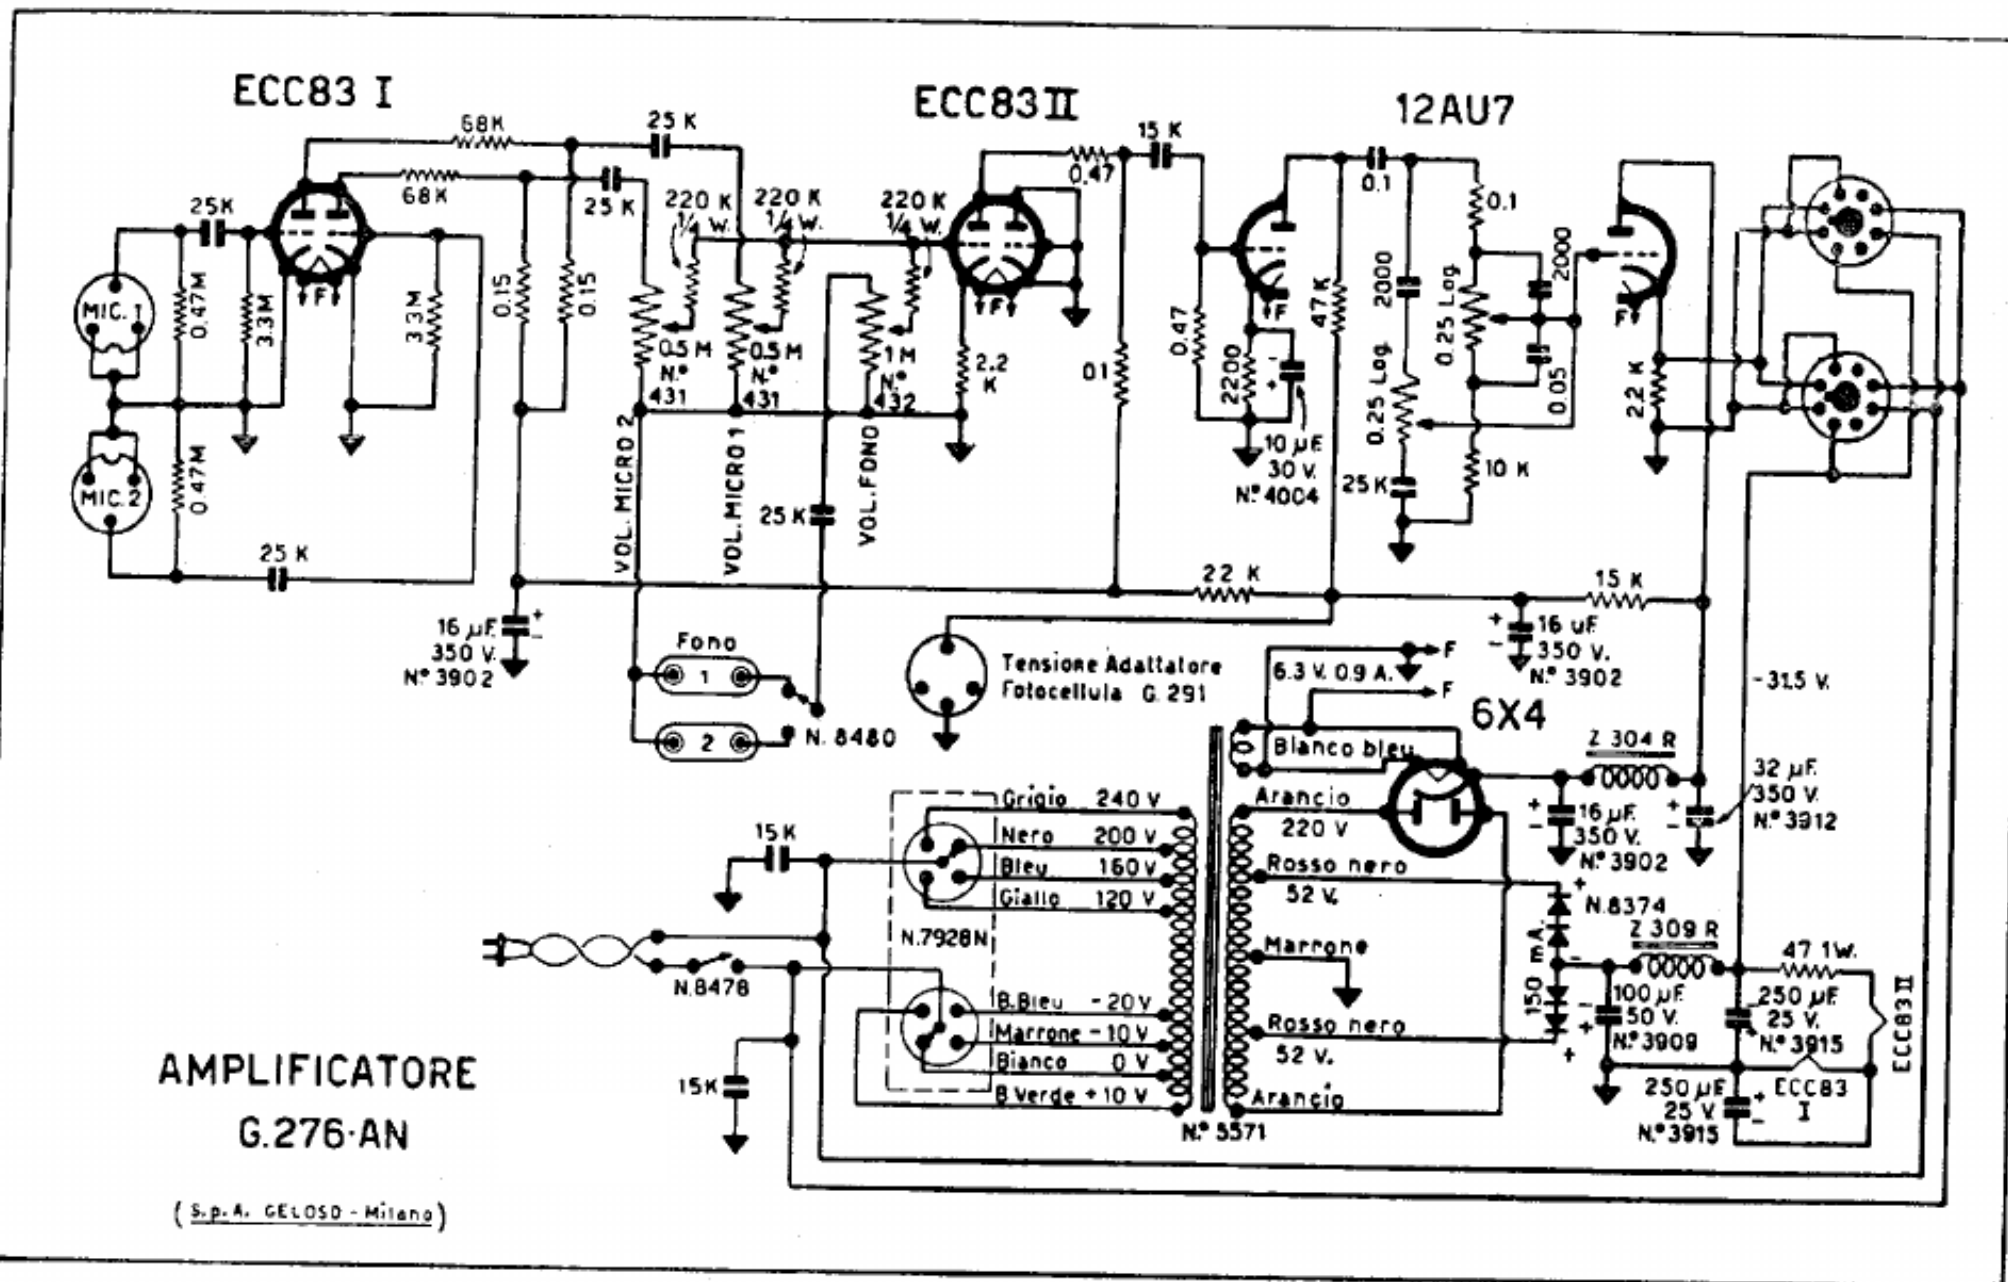 ECC83 I
ECC83 II
12AU7
68K
25 K
15 K
68K
25 K
0.47
0.1
25K
220 K
1/4 W.
220 K
1/4 W.
220 K
1/4 W.
0.1
2000
MIC. 1
0.47M
3.3M
F
3.3M
0.15
0.15
F
F
47 K
2000
0.25 Log.
F
0.5 M
N.º
431
0.5 M
N.º
431
1M
N.º
432
2.2
K
0.1
0.47
2200
0.25 Log.
0.05
2.2 K
MIC. 2
0.47M
VOL. MICRO 2
VOL. MICRO 1
VOL. FONO
25 K
10 µF.
30 V.
N.º 4004
25 K
10 K
25 K
22 K
15 K
16 µF.
350 V.
N.º 3902
Fono
1
2
N. 8480
Tensione Adattatore
Fotocellula G. 291
6.3 V. 0.9 A.
F
F
16 uF.
350 V.
N.º 3902
-31.5 V.
6X4
Bianco bleu
Z 304 R
32 µF.
350 V.
N.º 3912
Grigio 240 V
Nero 200 V
Bleu 160 V
Giallo 120 V
Arancio
220 V
16 µF.
350 V.
N.º 3902
15 K
Rosso nero
52 V.
N.8374
Z 309 R
N.7928N
Marrone
150 mA.
47 1W.
N.8478
B.Bleu -20 V
Marrone -10 V
Bianco 0 V
B Verde +10 V
Rosso nero
52 V.
100 µF.
50 V.
N.º 3909
250 µF.
25 V.
N.º 3915
ECC83 II
15K
Arancio
N.º 5571
250 µF
25 V.
N.º 3915
ECC83
I
AMPLIFICATORE
G.276-AN
(S.p.A. GELOSO - Milano)